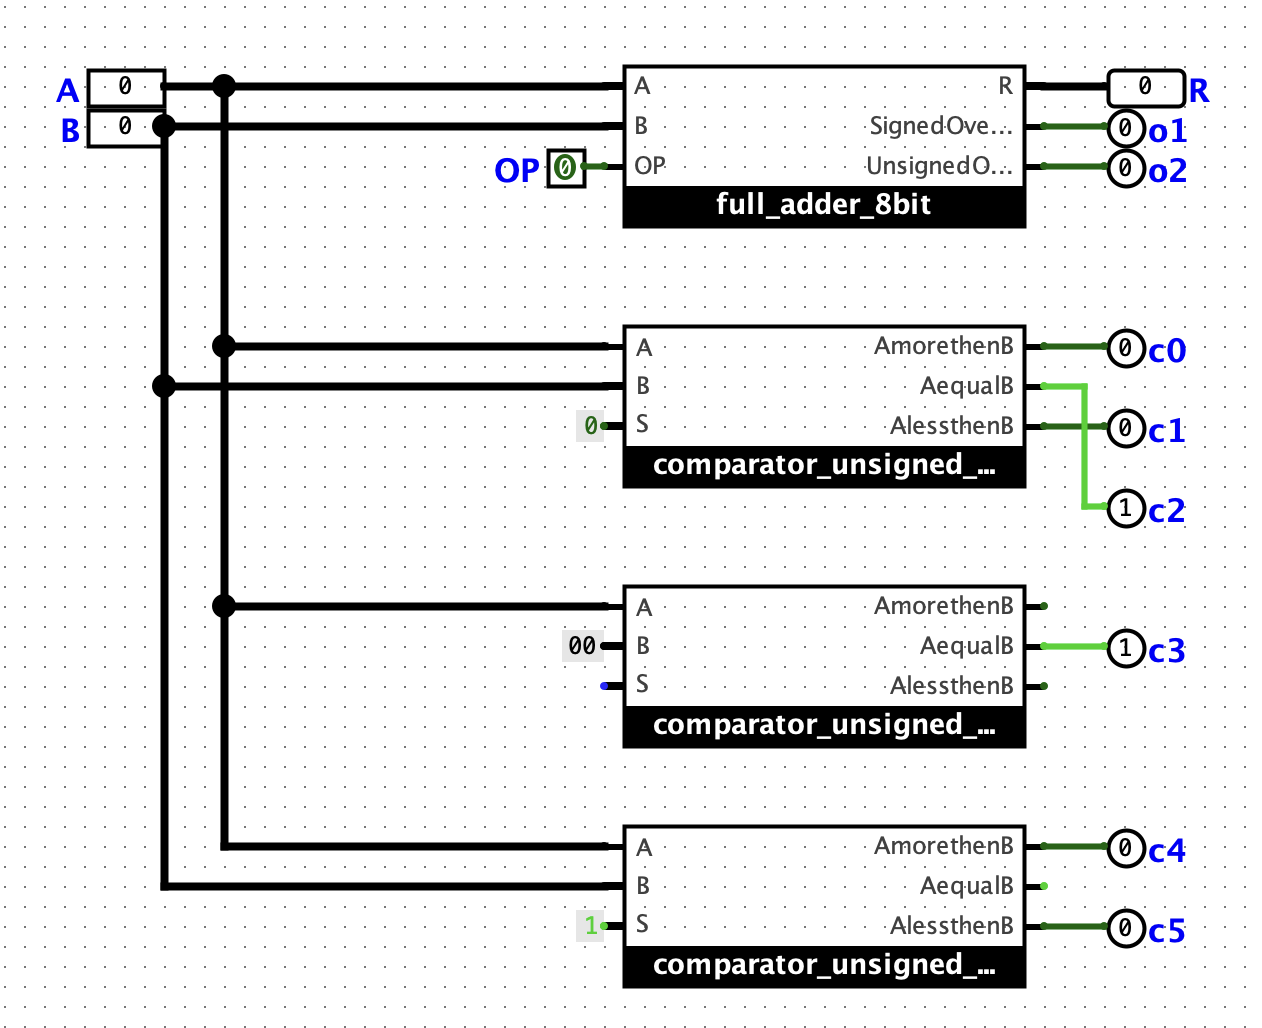 A 0 A R 0 R
B 0 B SignedOve... 0 o1
OP 0 OP UnsignedO... 0 o2
full_adder_8bit
A AmorethenB 0 c0
B AequalB
0 S AlessthenB 0 c1
comparator_unsigned_...
1 c2
A AmorethenB
00 B AequalB 1 c3
S AlessthenB
comparator_unsigned_...
A AmorethenB 0 c4
B AequalB
1 S AlessthenB 0 c5
comparator_unsigned_...